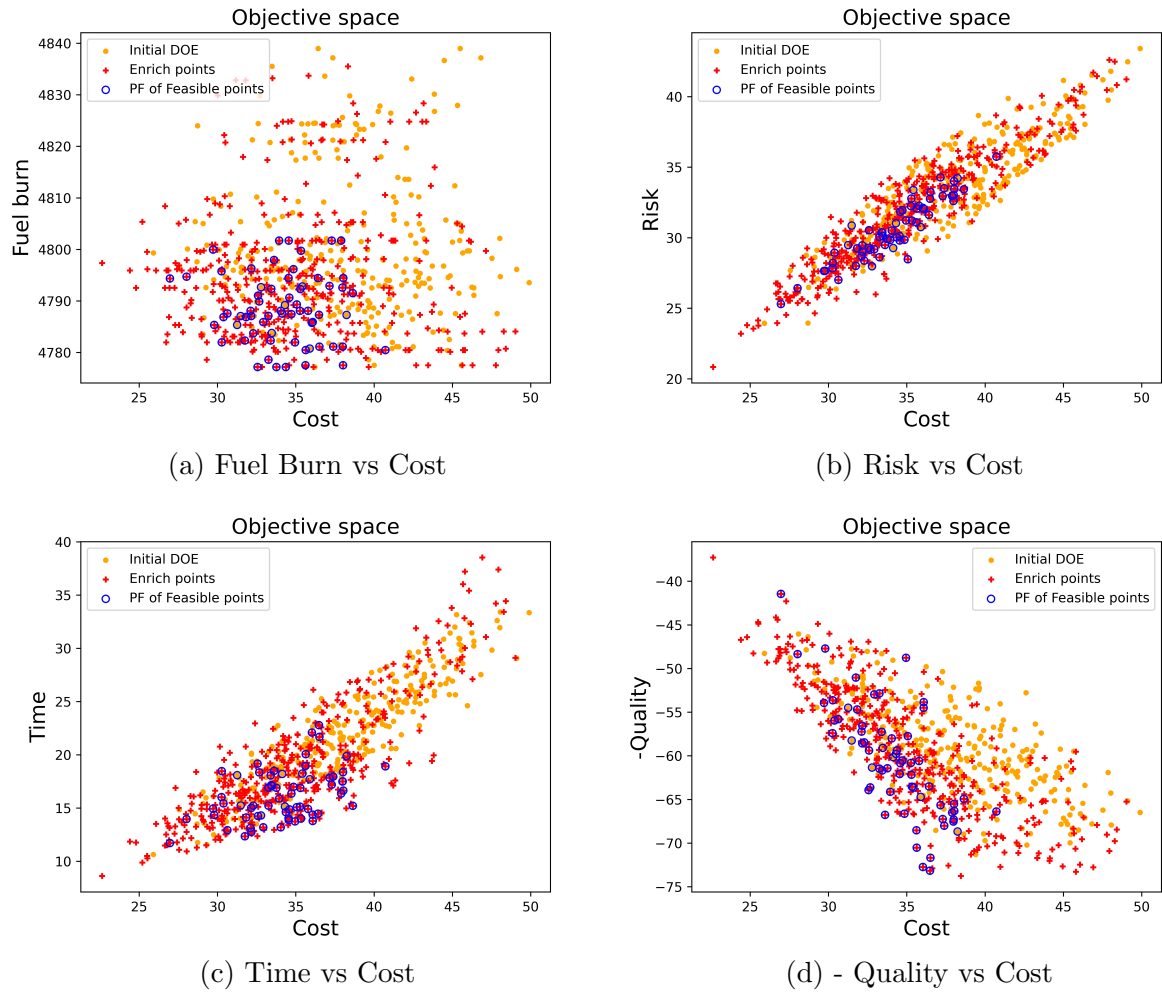 Objective space
Initial DOE
Enrich points
PF of Feasible points
Fuel burn
4840
4830
4820
4810
4800
4790
4780
25 30 35 40 45 50
Cost
(a) Fuel Burn vs Cost
Objective space
Initial DOE
Enrich points
PF of Feasible points
Risk
40
35
30
25
20
25 30 35 40 45 50
Cost
(b) Risk vs Cost
Objective space
Initial DOE
Enrich points
PF of Feasible points
Time
40
35
30
25
20
15
10
25 30 35 40 45 50
Cost
(c) Time vs Cost
Objective space
Initial DOE
Enrich points
PF of Feasible points
-Quality
−40
−45
−50
−55
−60
−65
−70
−75
25 30 35 40 45 50
Cost
(d) - Quality vs Cost